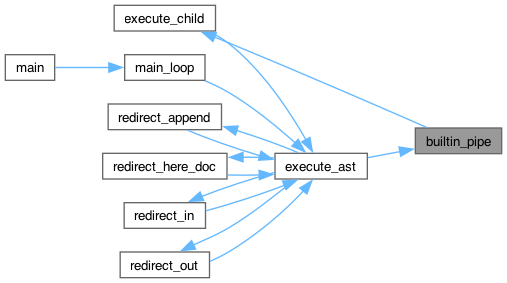 execute_child
main
main_loop
redirect_append
builtin_pipe
redirect_here_doc
execute_ast
redirect_in
redirect_out